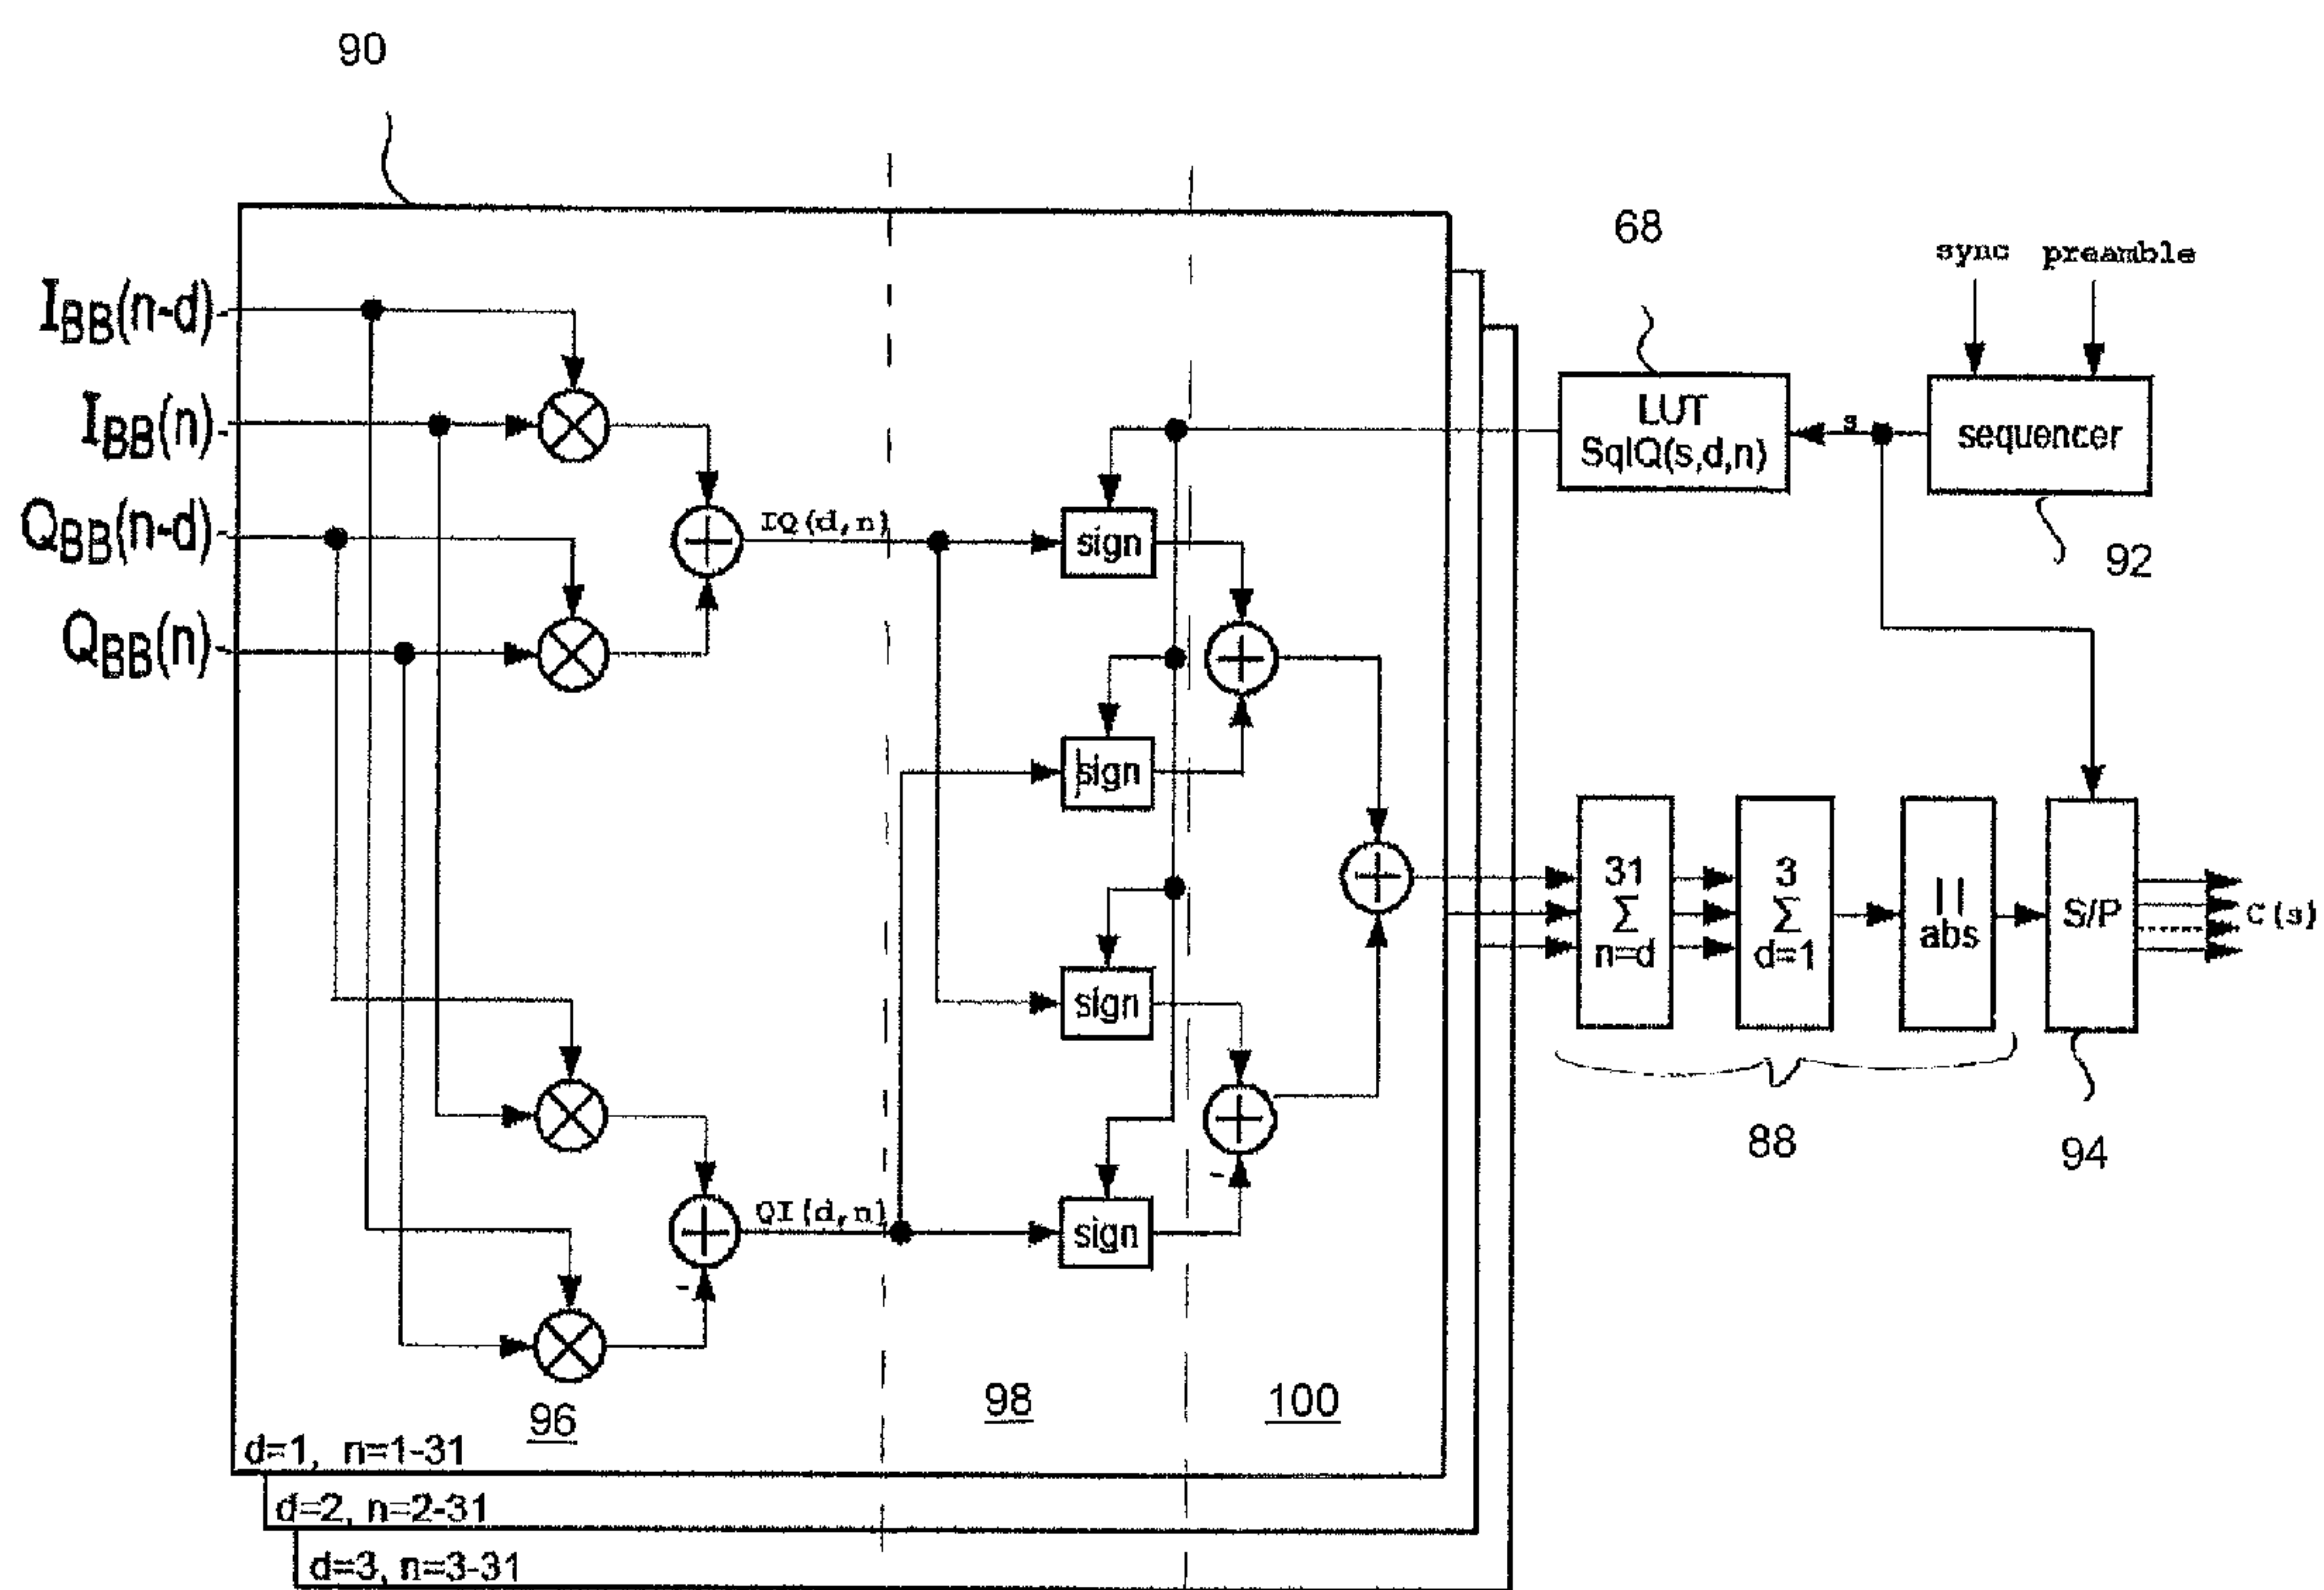 90
68
sync preamble
I_BB(n-d)
I_BB(n)
Q_BB(n-d)
Q_BB(n)
LUT
SqIQ(s,d,n)
s
sequencer
92
IQ(d,n)
sign
sign
sign
sign
QI(d,n)
-
-
31
Σ
n=d
3
Σ
d=1
||
abs
S/P
C(s)
88
94
96
98
100
d=1, n=1-31
d=2, n=2-31
d=3, n=3-31